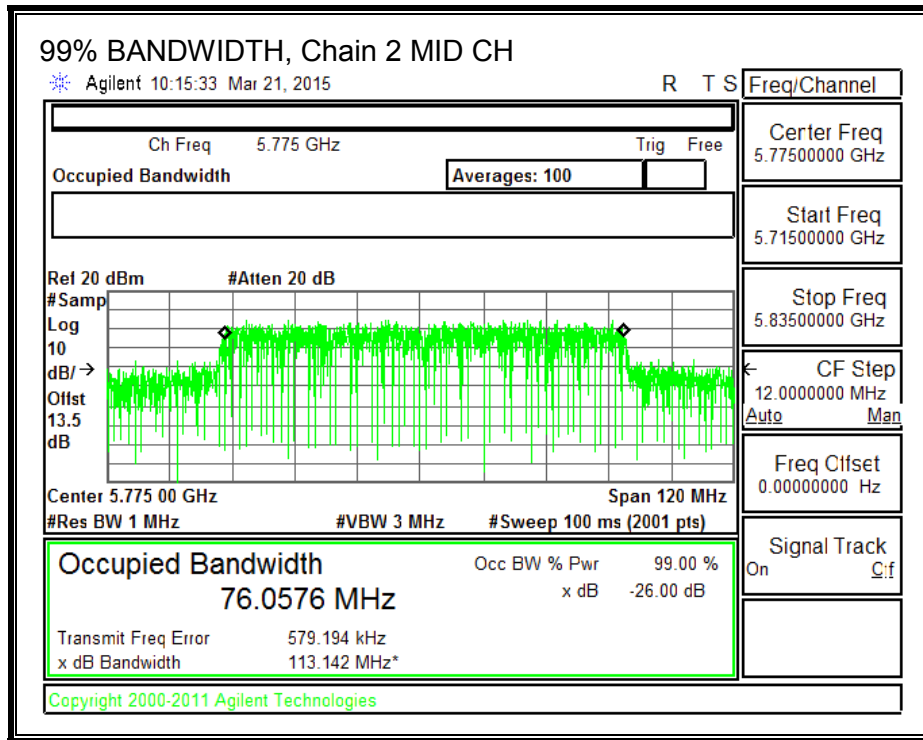 99% BANDWIDTH, Chain 2 MID CH
Agilent 10:15:33 Mar 21, 2015 R T S
Freq/Channel
Ch Freq 5.775 GHz Trig Free
Occupied Bandwidth Averages: 100
Center Freq
5.77500000 GHz
Start Freq
5.71500000 GHz
Stop Freq
5.83500000 GHz
CF Step
12.0000000 MHz
Auto Man
Freq Offset
0.00000000 Hz
Signal Track
On Off
Ref 20 dBm #Atten 20 dB
#Samp
Log
10
dB/
Offst
13.5
dB
Center 5.775 00 GHz Span 120 MHz
#Res BW 1 MHz #VBW 3 MHz #Sweep 100 ms (2001 pts)
Occupied Bandwidth
76.0576 MHz
Occ BW % Pwr 99.00 %
x dB -26.00 dB
Transmit Freq Error 579.194 kHz
x dB Bandwidth 113.142 MHz*
Copyright 2000-2011 Agilent Technologies